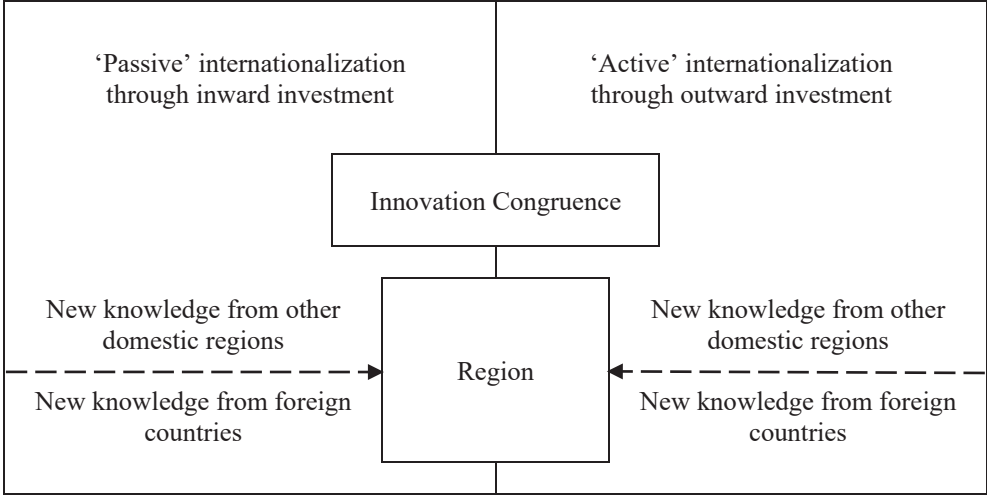 ‘Passive’ internationalization
through inward investment
‘Active’ internationalization
through outward investment
Innovation Congruence
New knowledge from other
domestic regions
New knowledge from foreign
countries
Region
New knowledge from other
domestic regions
New knowledge from foreign
countries